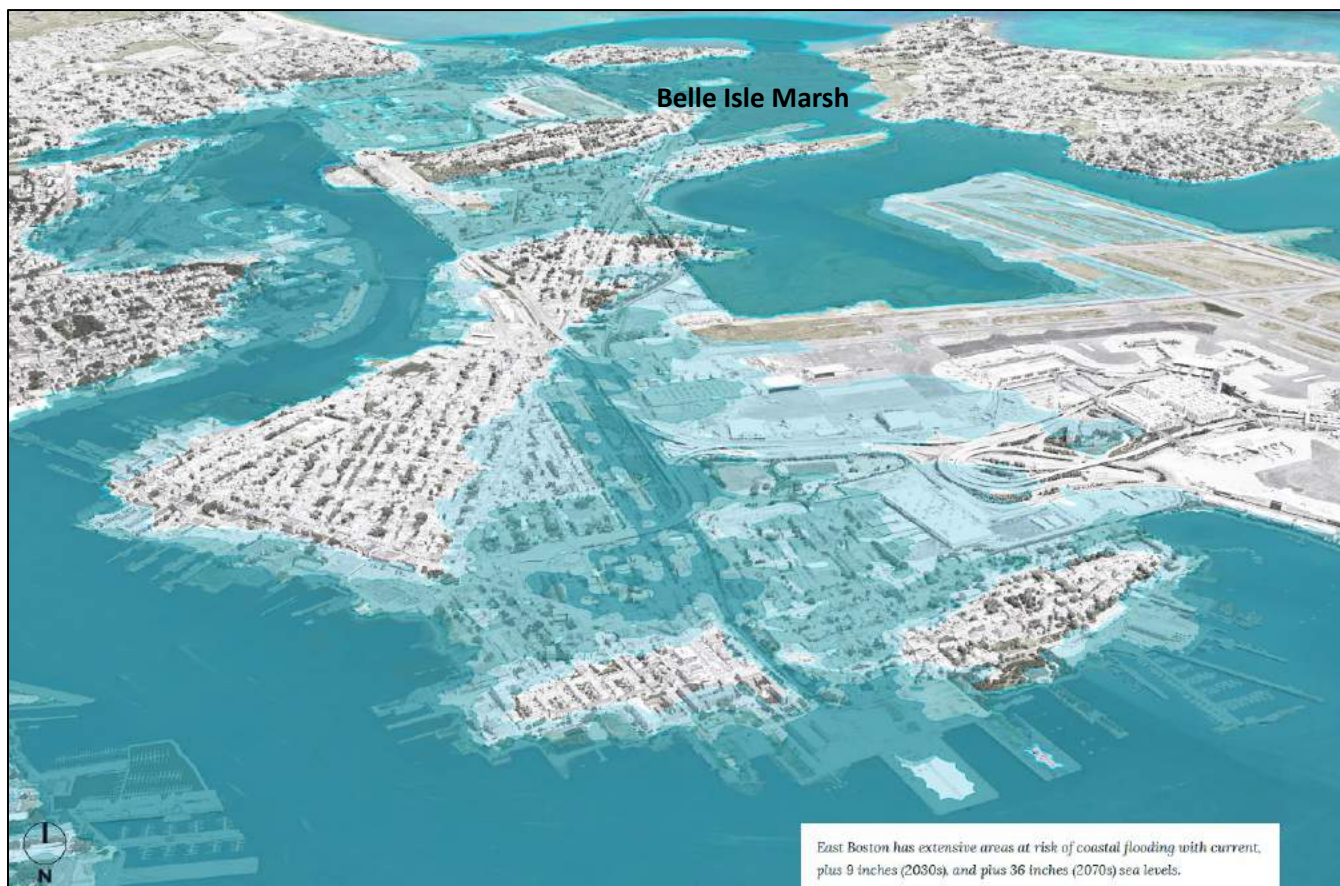 Belle Isle Marsh
East Boston has extensive areas at risk of coastal flooding with current,
plus 9 inches (2030s), and plus 36 inches (2070s) sea levels.
N